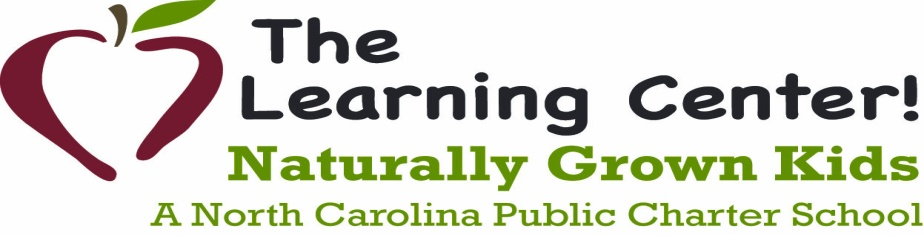 The
Learning Center!
Naturally Grown Kids
A North Carolina Public Charter School